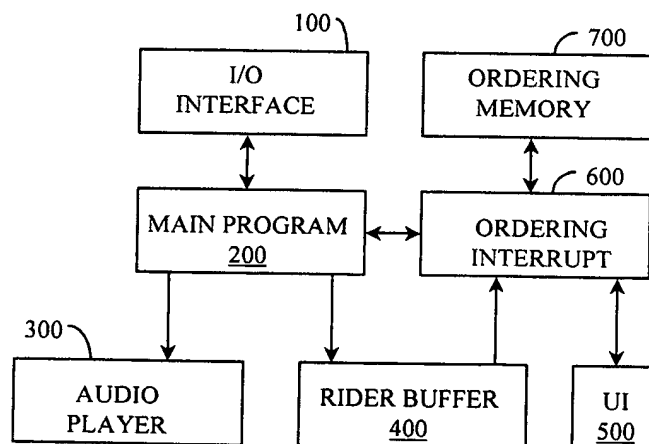 100
700
I/O
INTERFACE
ORDERING
MEMORY
600
MAIN PROGRAM
200
ORDERING
INTERRUPT
300
AUDIO
PLAYER
RIDER BUFFER
400
UI
500